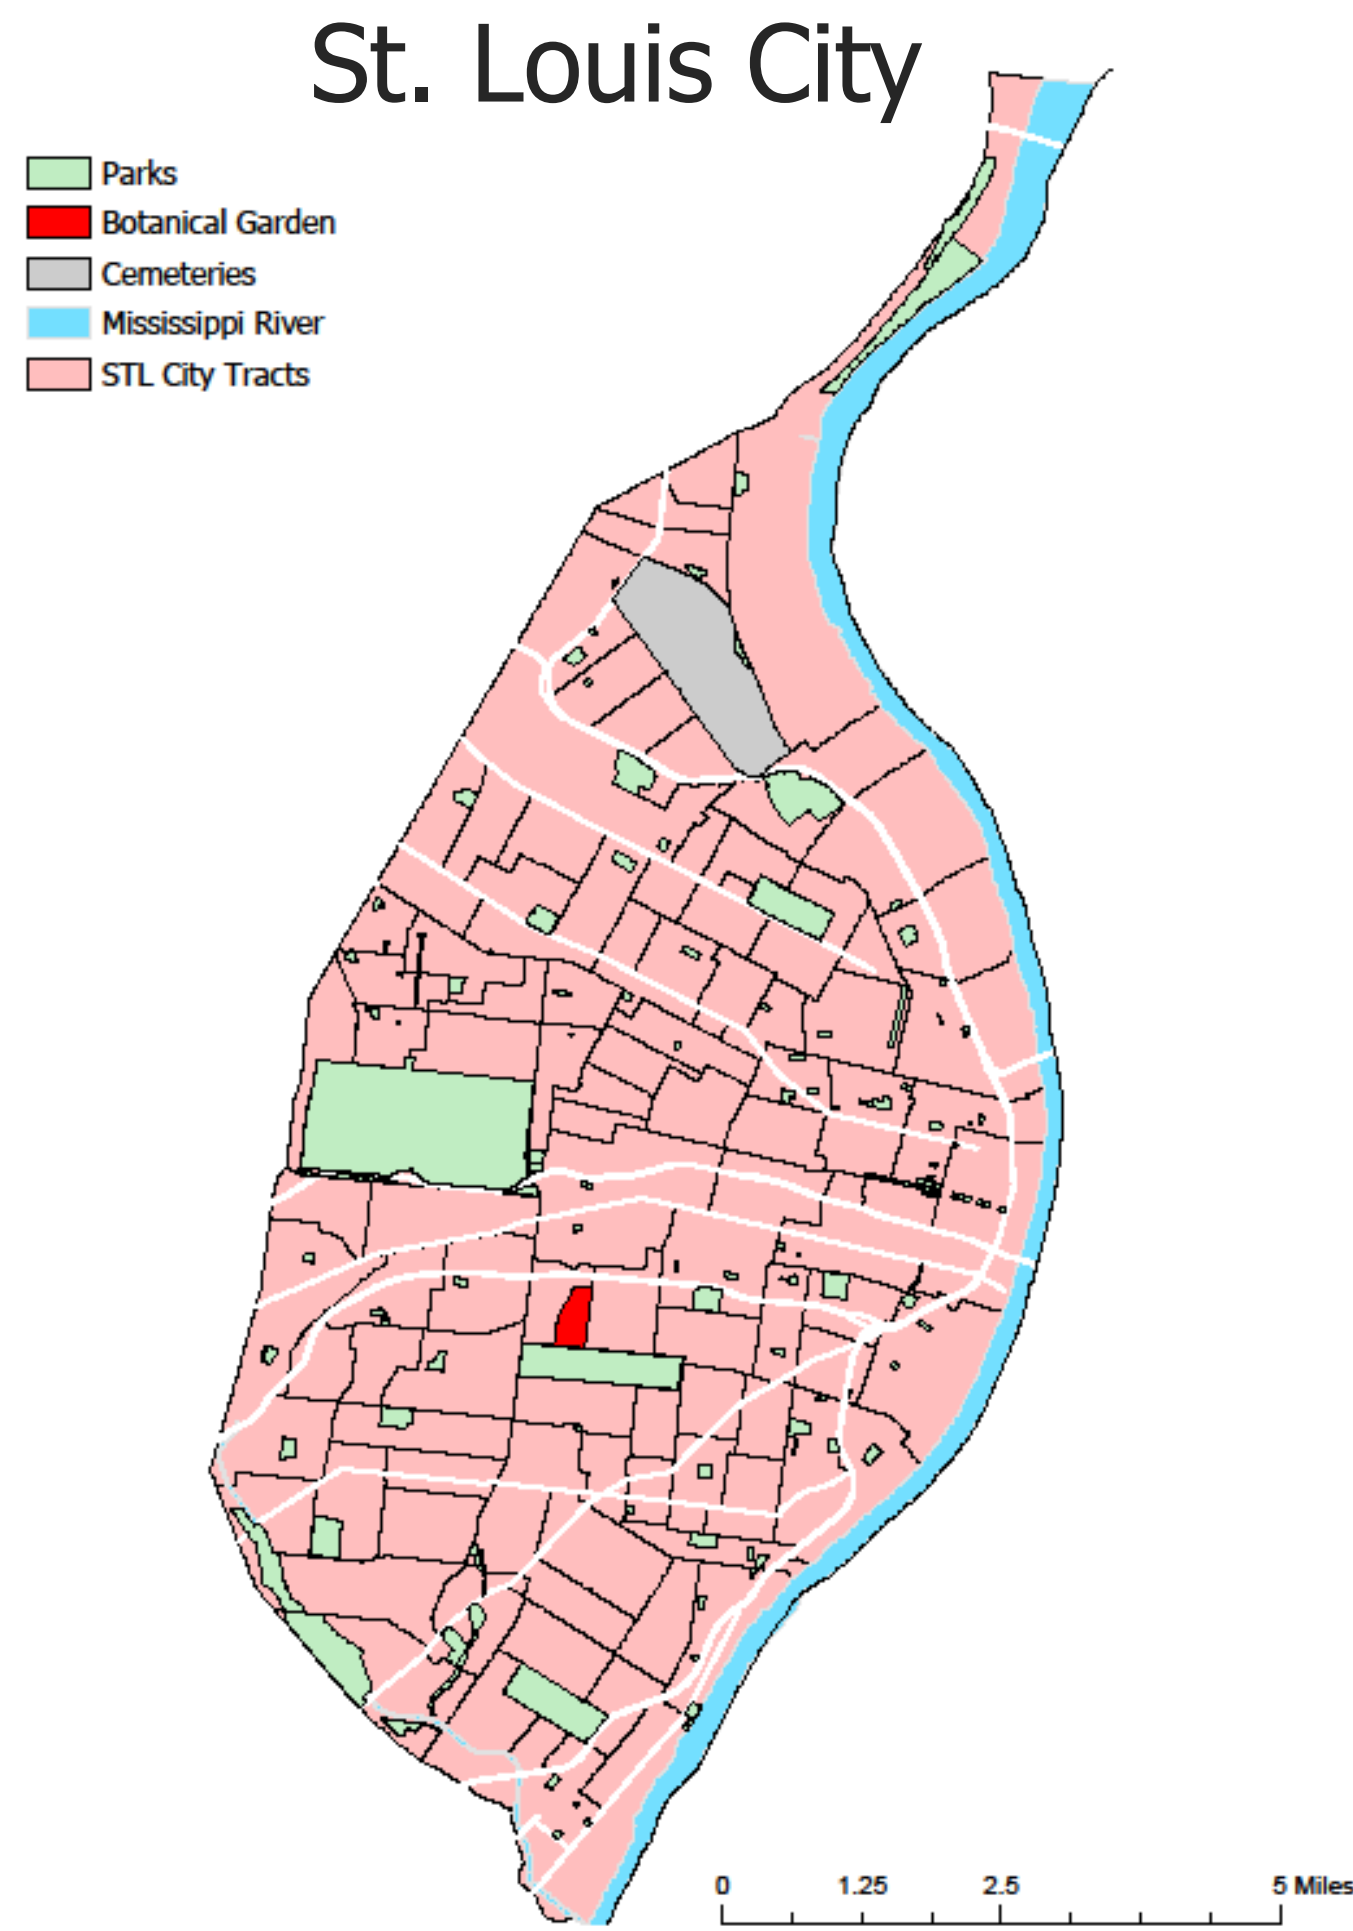 St. Louis City
Parks
Botanical Garden
Cemeteries
Mississippi River
STL City Tracts
0 1.25 2.5 5 Miles